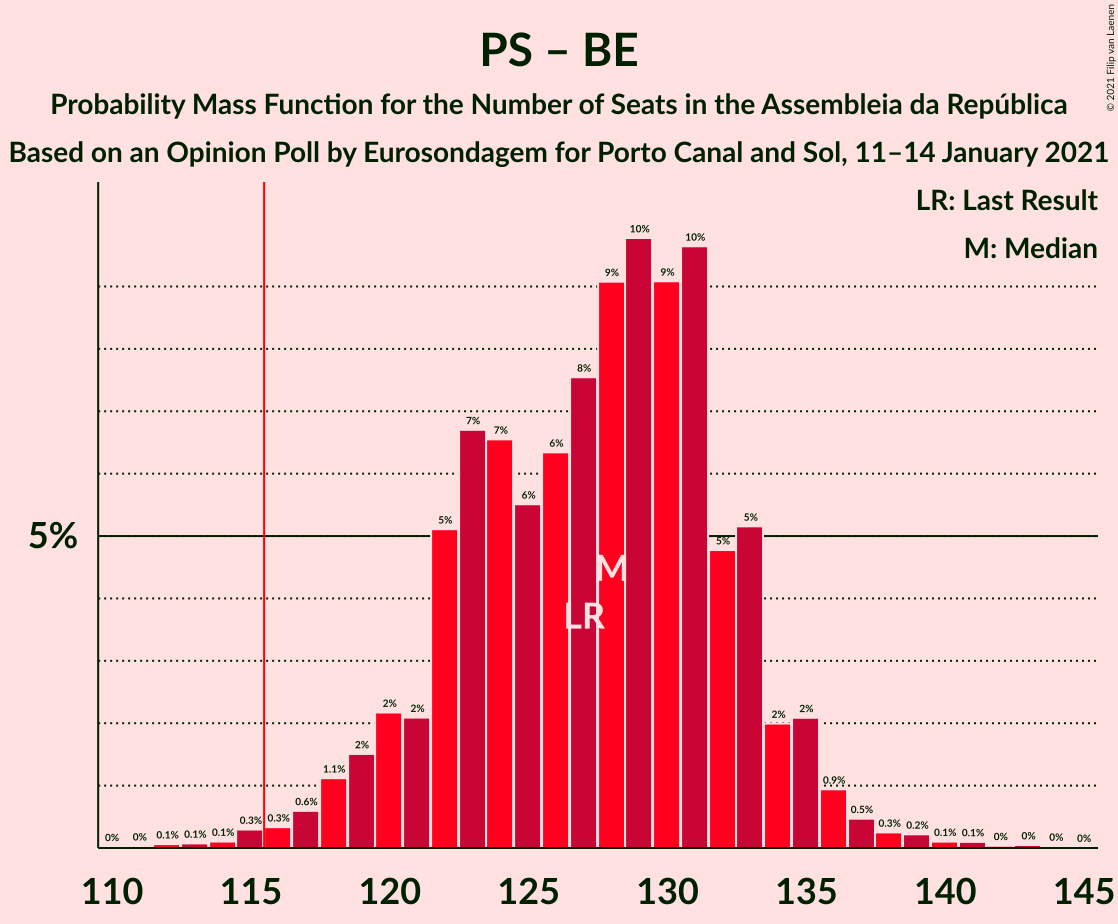 PS – BE
Probability Mass Function for the Number of Seats in the Assembleia da República
Based on an Opinion Poll by Eurosondagem for Porto Canal and Sol, 11–14 January 2021
© 2021 Filip van Laenen
LR: Last Result
M: Median
5%
0% 0% 0.1% 0.1% 0.1% 0.3% 0.3% 0.6% 1.1% 2% 2% 2% 5% 7% 7% 6% 6% 8% 9% 10% 9% 10% 5% 5% 2% 2% 0.9% 0.5% 0.3% 0.2% 0.1% 0.1% 0% 0% 0% 0%
M
LR
110 115 120 125 130 135 140 145